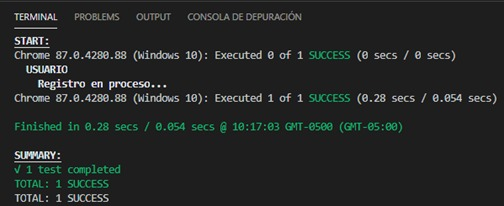 TERMINAL PROBLEMS OUTPUT CONSOLA DE DEPURACIÓN
START:
Chrome 87.0.4280.88 (Windows 10): Executed 0 of 1 SUCCESS (0 secs / 0 secs)
USUARIO
Registro en proceso...
Chrome 87.0.4280.88 (Windows 10): Executed 1 of 1 SUCCESS (0.28 secs / 0.054 secs)
Finished in 0.28 secs / 0.054 secs @ 10:17:03 GMT-0500 (GMT-05:00)
SUMMARY:
√ 1 test completed
TOTAL: 1 SUCCESS
TOTAL: 1 SUCCESS